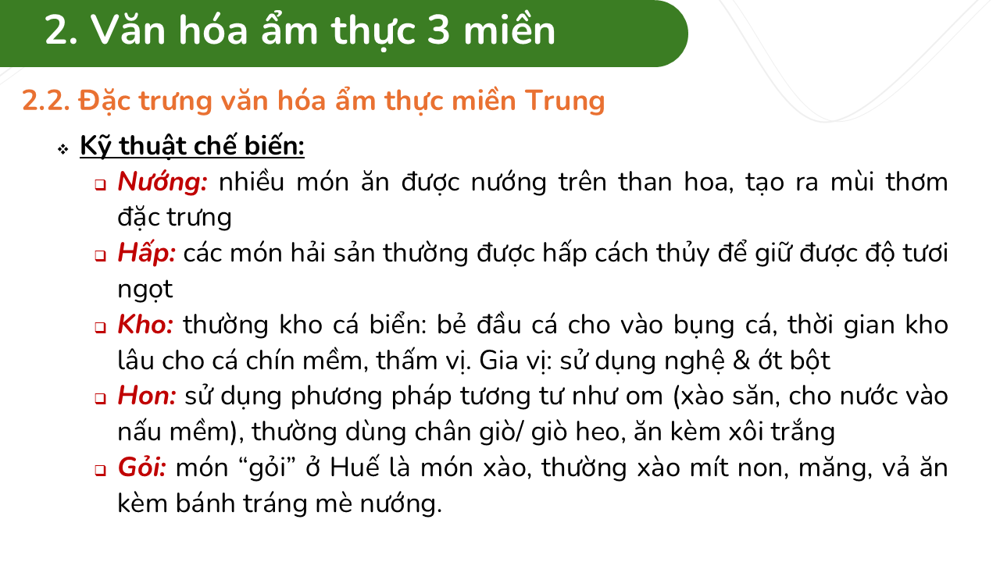 2. Văn hóa ẩm thực 3 miền
2.2. Đặc trưng văn hóa ẩm thực miền Trung
❖ Kỹ thuật chế biến:
❑ Nướng: nhiều món ăn được nướng trên than hoa, tạo ra mùi thơm
đặc trưng
❑ Hấp: các món hải sản thường được hấp cách thủy để giữ được độ tươi
ngọt
❑ Kho: thường kho cá biển: bẻ đầu cá cho vào bụng cá, thời gian kho
lâu cho cá chín mềm, thấm vị. Gia vị: sử dụng nghệ & ớt bột
❑ Hon: sử dụng phương pháp tương tư như om (xào săn, cho nước vào
nấu mềm), thường dùng chân giò/ giò heo, ăn kèm xôi trắng
❑ Gỏi: món “gỏi” ở Huế là món xào, thường xào mít non, măng, vả ăn
kèm bánh tráng mè nướng.